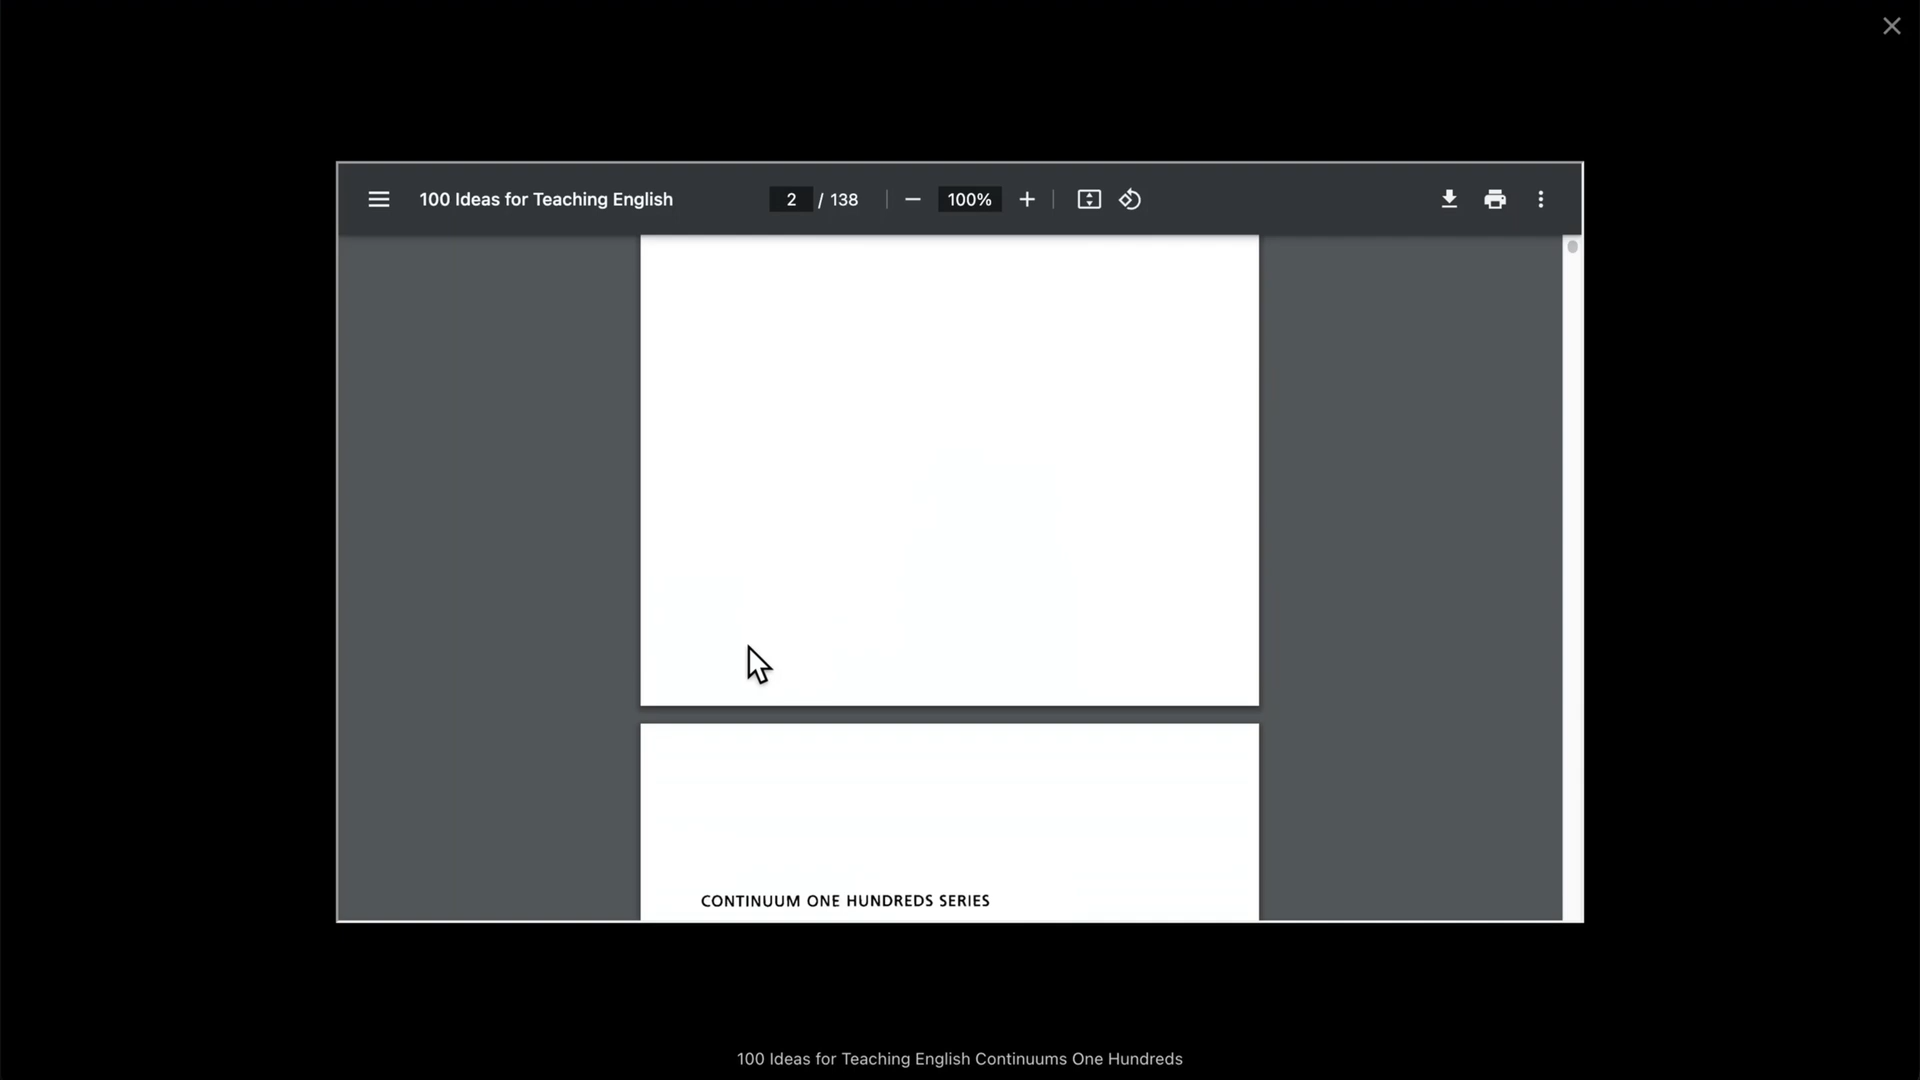 100 Ideas for Teaching English
2 / 138
100%
CONTINUUM ONE HUNDREDS SERIES
100 Ideas for Teaching English Continuums One Hundreds